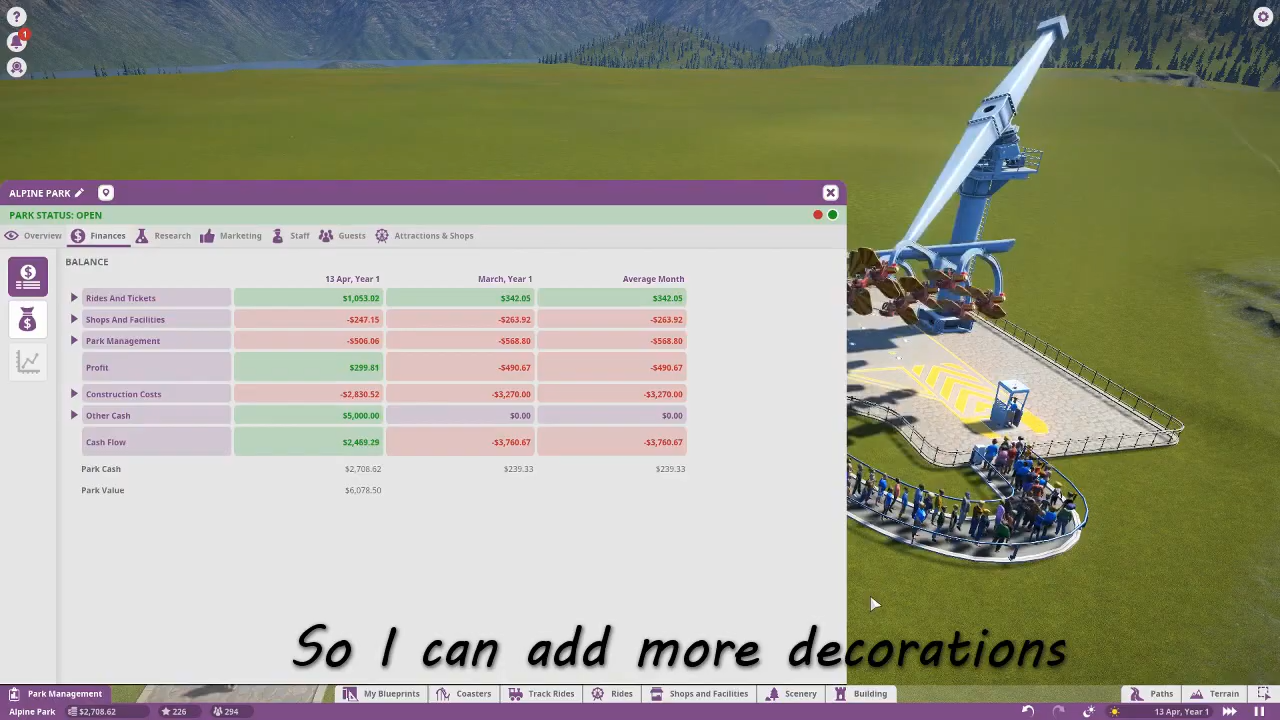 ?
1
ALPINE PARK
PARK STATUS: OPEN
Overview Finances Research Marketing Staff Guests Attractions & Shops
BALANCE
13 Apr, Year 1 March, Year 1 Average Month
Rides And Tickets $1,053.02 $342.05 $342.05
Shops And Facilities -$247.15 -$263.92 -$263.92
Park Management -$506.06 -$568.80 -$568.80
Profit $299.81 -$490.67 -$490.67
Construction Costs -$2,830.52 -$3,270.00 -$3,270.00
Other Cash $5,000.00 $0.00 $0.00
Cash Flow $2,469.29 -$3,760.67 -$3,760.67
Park Cash $2,708.62 $239.33 $239.33
Park Value $6,078.50
So I can add more decorations
Park Management My Blueprints Coasters Track Rides Rides Shops and Facilities Scenery Building Paths Terrain
Alpine Park $2,708.62 226 294 13 Apr, Year 1